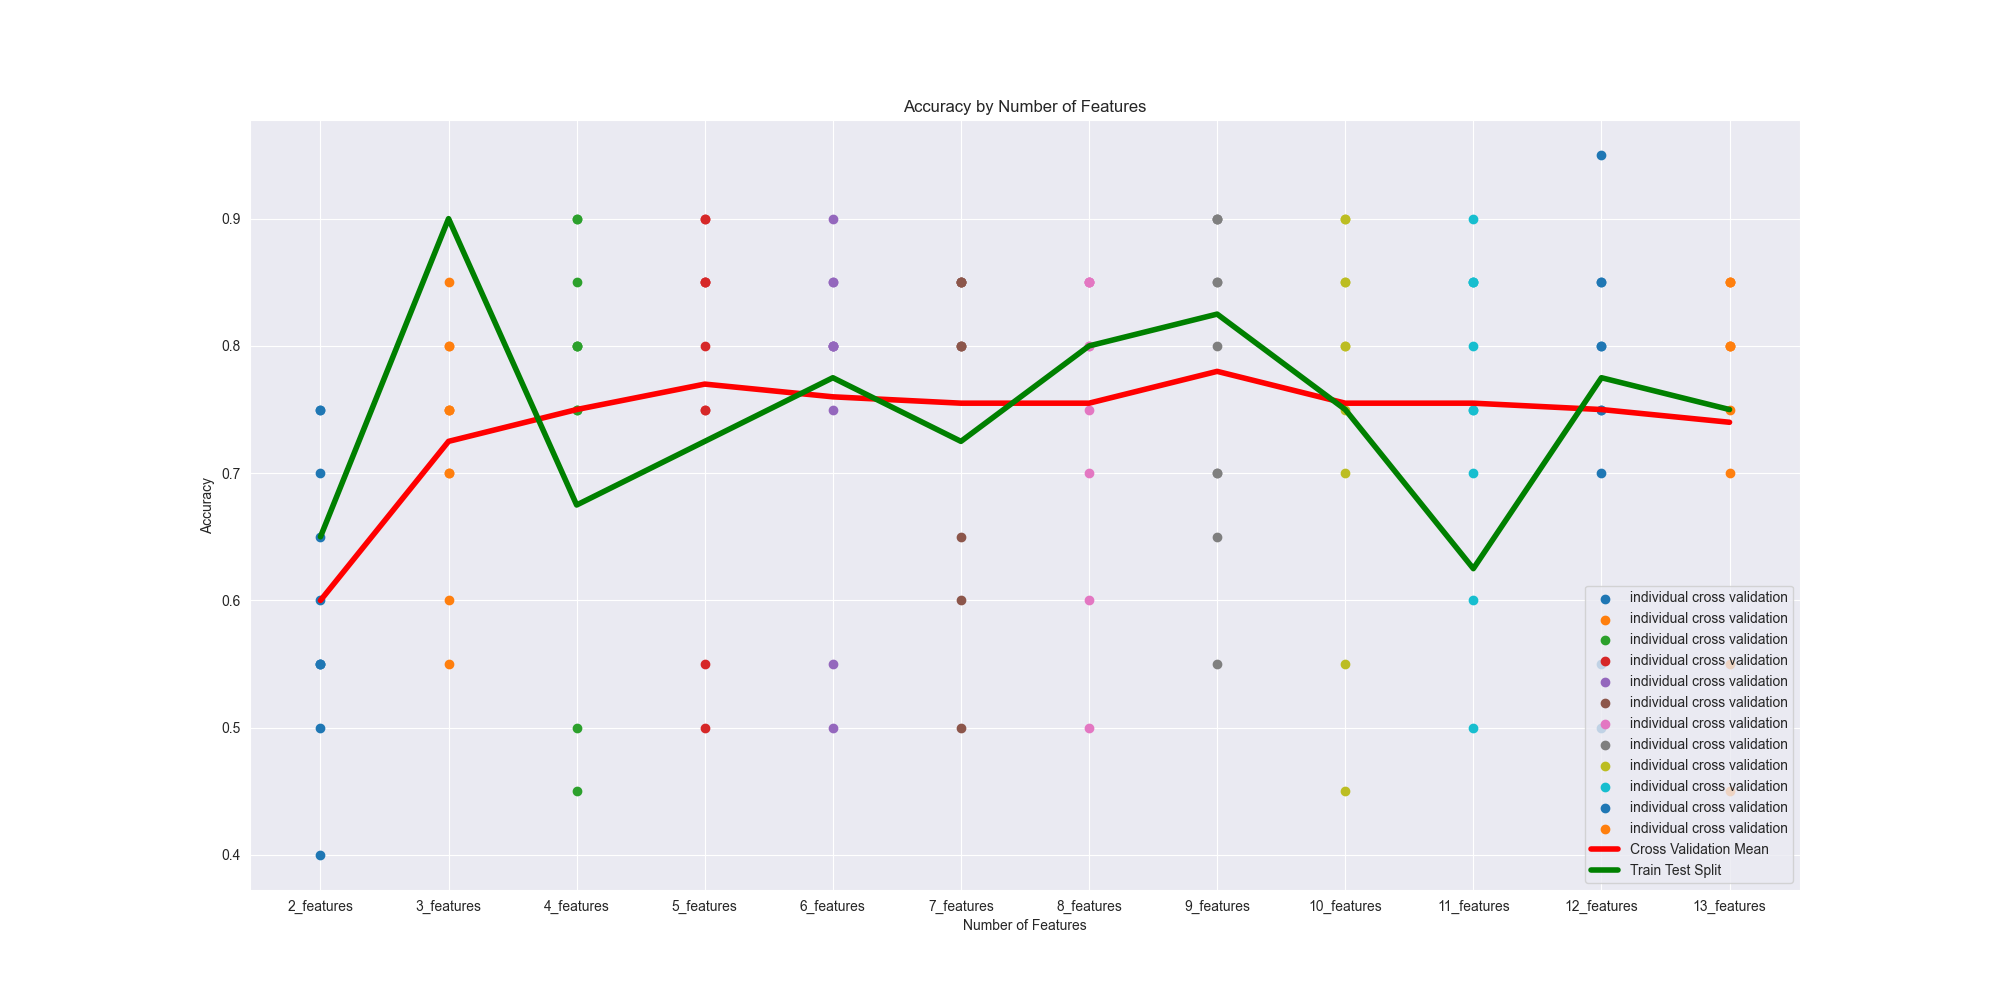 Accuracy by Number of Features
Accuracy
0.9
0.8
0.7
0.6
0.5
0.4
2_features
3_features
4_features
5_features
6_features
7_features
8_features
9_features
10_features
11_features
12_features
13_features
Number of Features
individual cross validation
individual cross validation
individual cross validation
individual cross validation
individual cross validation
individual cross validation
individual cross validation
individual cross validation
individual cross validation
individual cross validation
individual cross validation
individual cross validation
Cross Validation Mean
Train Test Split